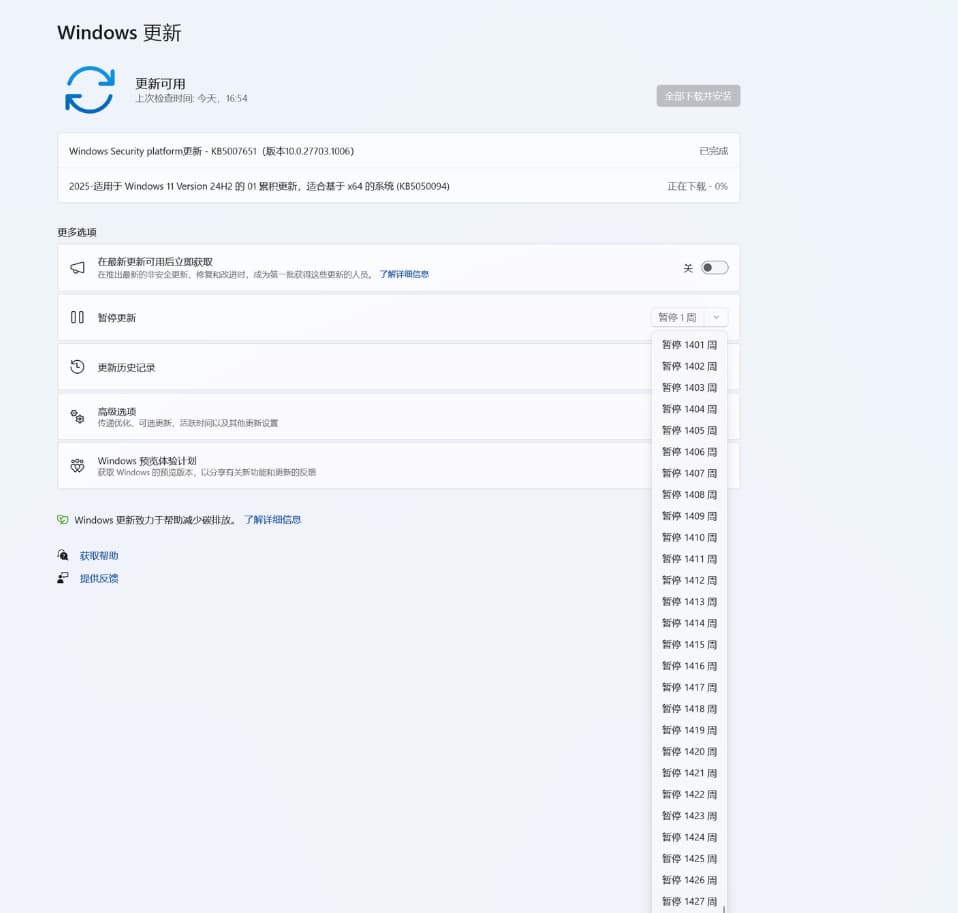 Windows 更新
更新可用
上次检查时间: 今天，16:54
全部下载并安装
Windows Security platform更新 - KB5007651（版本10.0.27703.1006）
已完成
2025-适用于 Windows 11 Version 24H2 的 01 累积更新，适合基于 x64 的系统 (KB5050094)
正在下载 - 0%
更多选项
在最新更新可用后立即获取
在推出最新的非安全更新、修复和改进时，成为第一批获得这些更新的人员。 了解详细信息
关
暂停更新
暂停 1 周
更新历史记录
高级选项
传递优化、可选更新、活跃时间以及其他更新设置
Windows 预览体验计划
获取 Windows 的预览版本，以分享有关新功能和更新的反馈
Windows 更新致力于帮助减少碳排放。 了解详细信息
获取帮助
提供反馈
暂停 1401 周
暂停 1402 周
暂停 1403 周
暂停 1404 周
暂停 1405 周
暂停 1406 周
暂停 1407 周
暂停 1408 周
暂停 1409 周
暂停 1410 周
暂停 1411 周
暂停 1412 周
暂停 1413 周
暂停 1414 周
暂停 1415 周
暂停 1416 周
暂停 1417 周
暂停 1418 周
暂停 1419 周
暂停 1420 周
暂停 1421 周
暂停 1422 周
暂停 1423 周
暂停 1424 周
暂停 1425 周
暂停 1426 周
暂停 1427 周